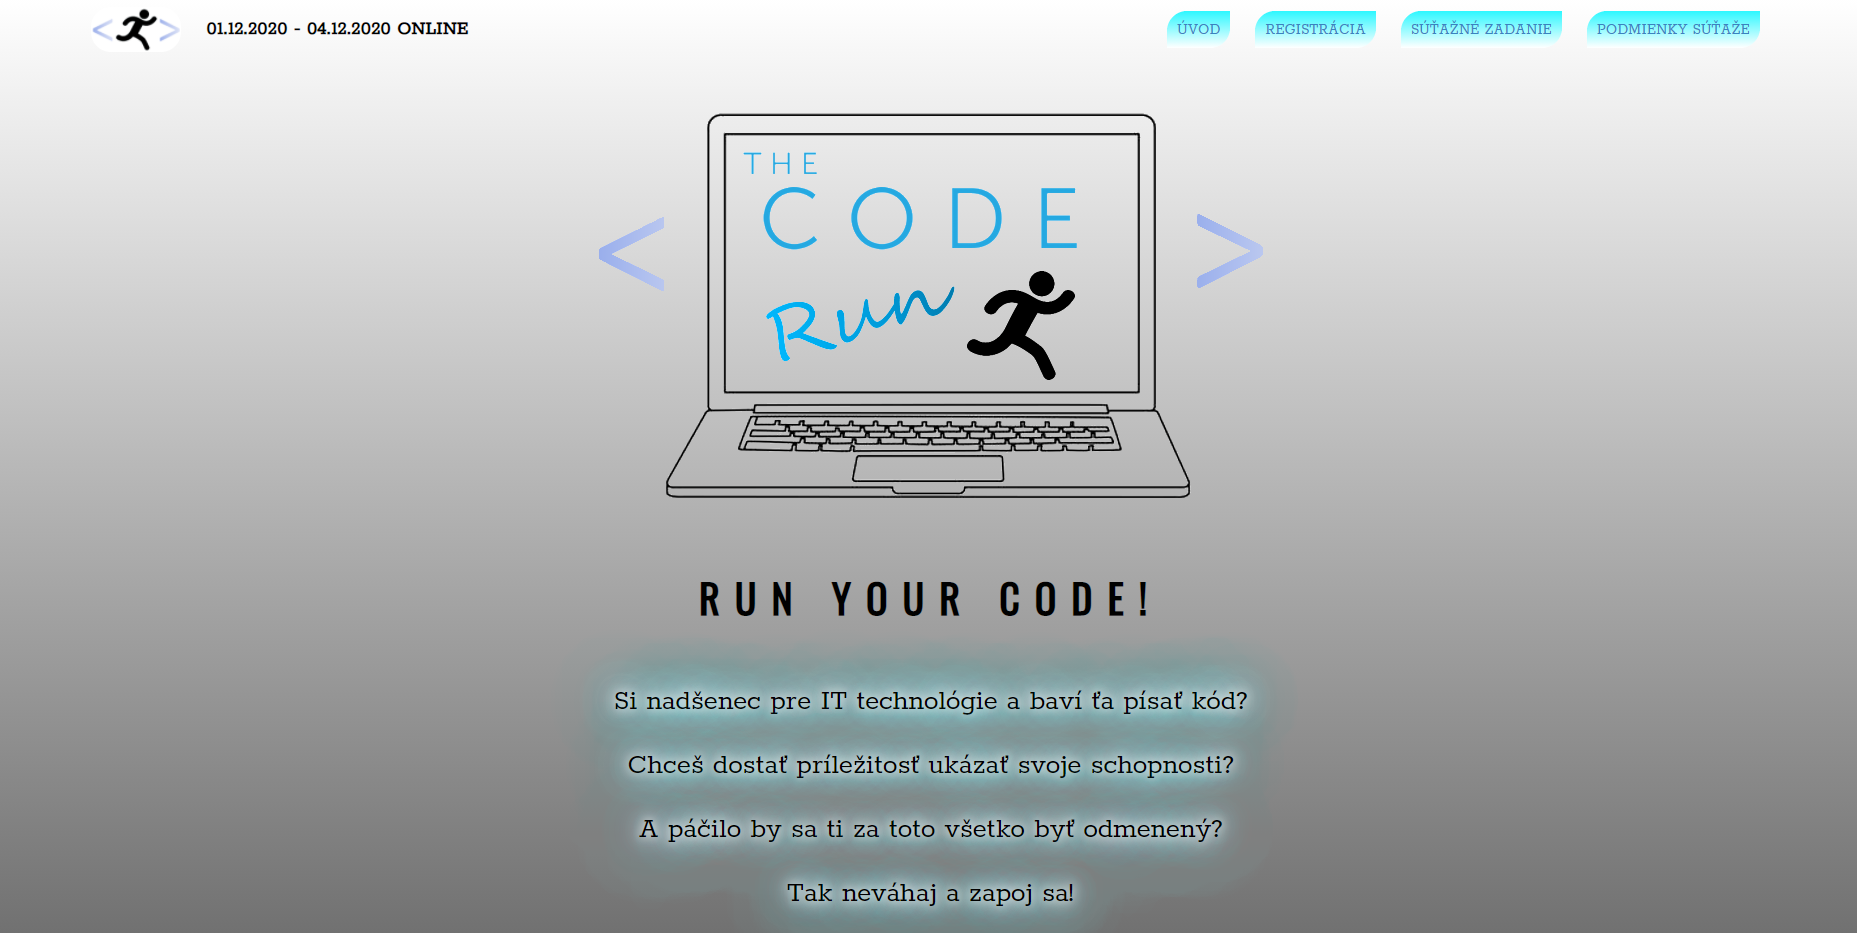 01.12.2020 - 04.12.2020 ONLINE
ÚVOD
REGISTRÁCIA
SÚŤAŽNÉ ZADANIE
PODMIENKY SÚŤAŽE
< >
THE
CODE
Run
RUN YOUR CODE!
Si nadšenec pre IT technológie a baví ťa písať kód?
Chceš dostať príležitosť ukázať svoje schopnosti?
A páčilo by sa ti za toto všetko byť odmenený?
Tak neváhaj a zapoj sa!